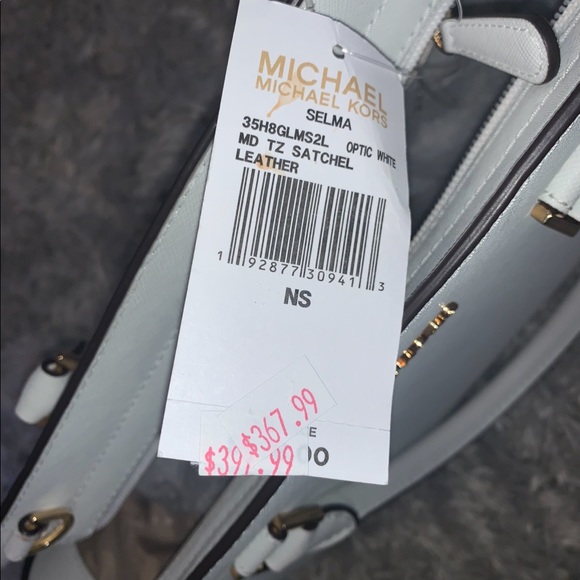 MICHAEL
MICHAEL KORS
SELMA
35H8GLMS2L OPTIC WHITE
MD TZ SATCHEL
LEATHER
1 92877 30941 3
NS
$367.99